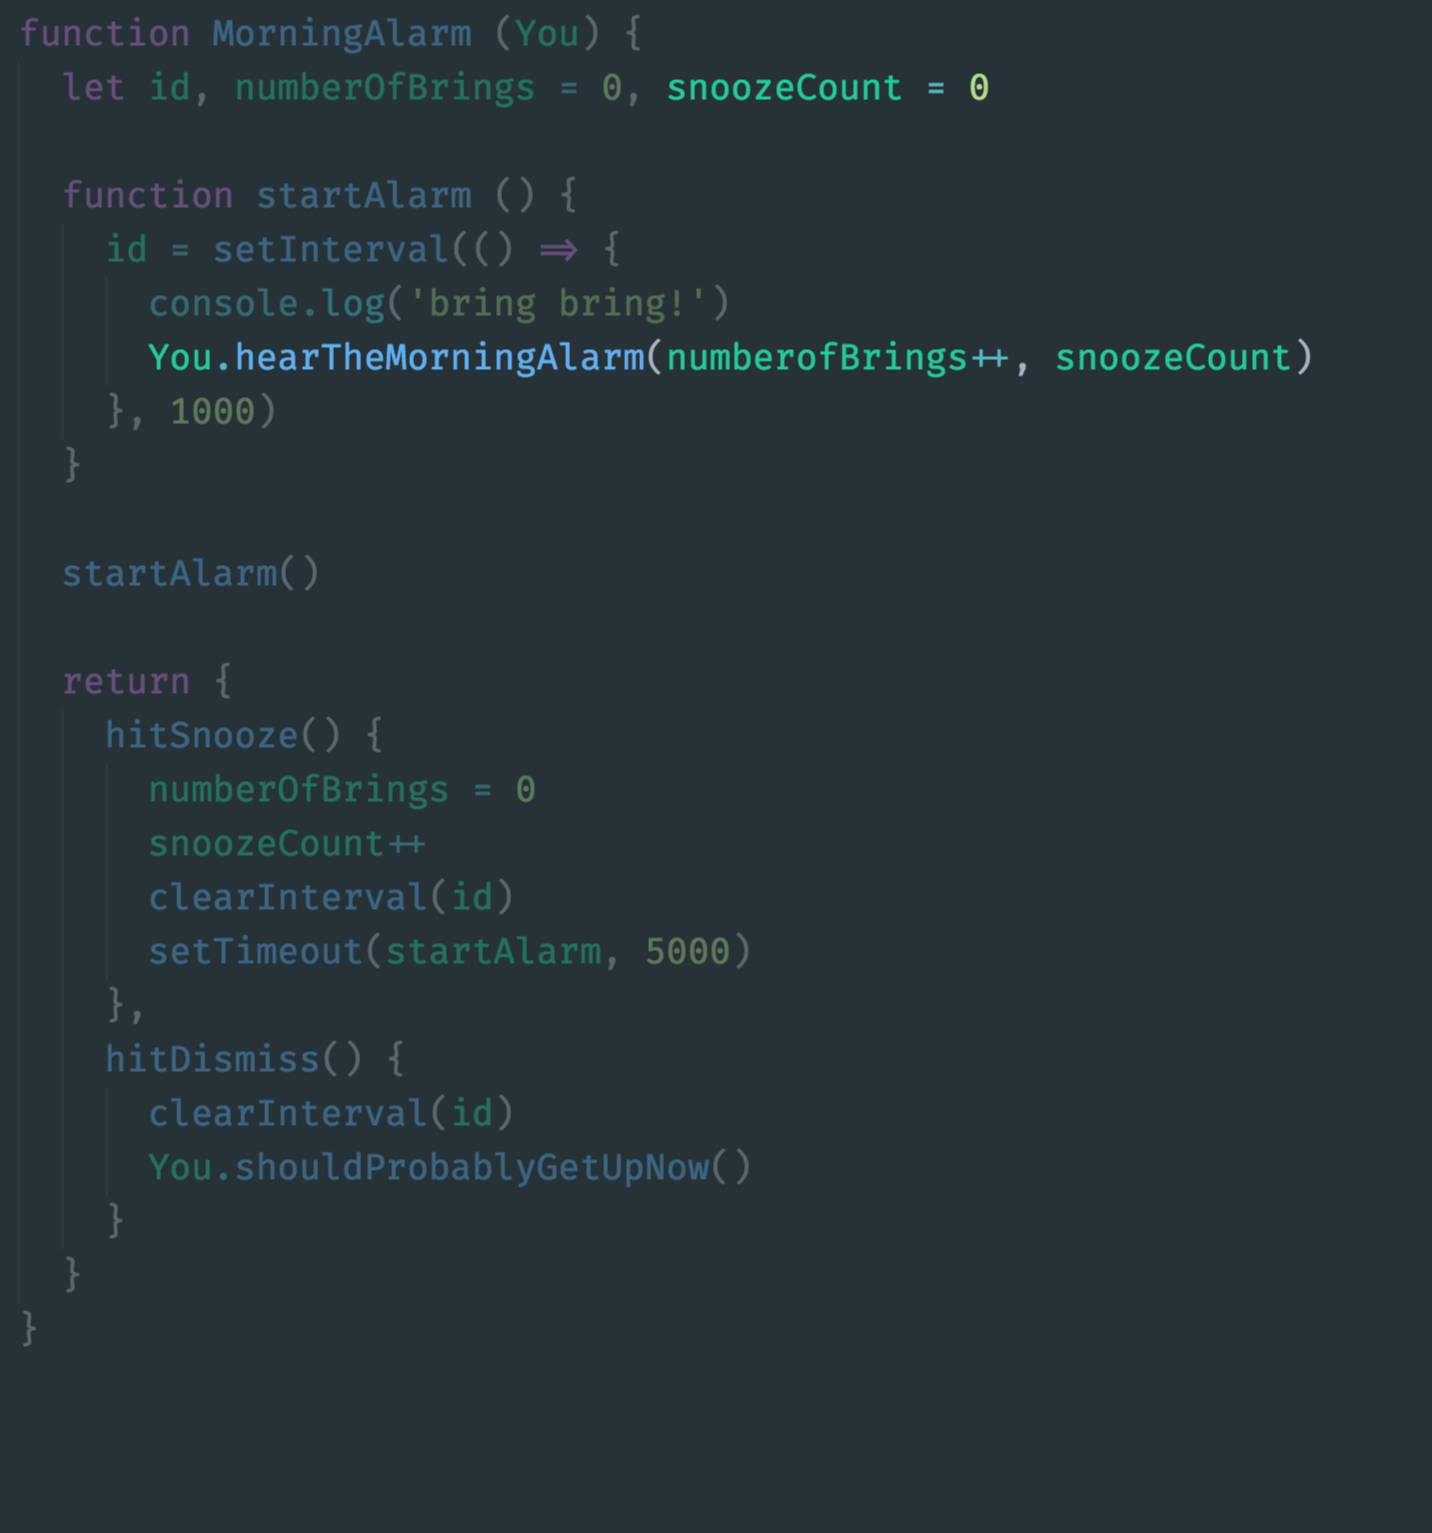 function MorningAlarm (You) {
let id, numberOfBrings = 0, snoozeCount = 0
function startAlarm () {
id = setInterval(() => {
console.log('bring bring!')
You.hearTheMorningAlarm(numberofBrings++, snoozeCount)
}, 1000)
}
startAlarm()
return {
hitSnooze() {
numberOfBrings = 0
snoozeCount++
clearInterval(id)
setTimeout(startAlarm, 5000)
},
hitDismiss() {
clearInterval(id)
You.shouldProbablyGetUpNow()
}
}
}